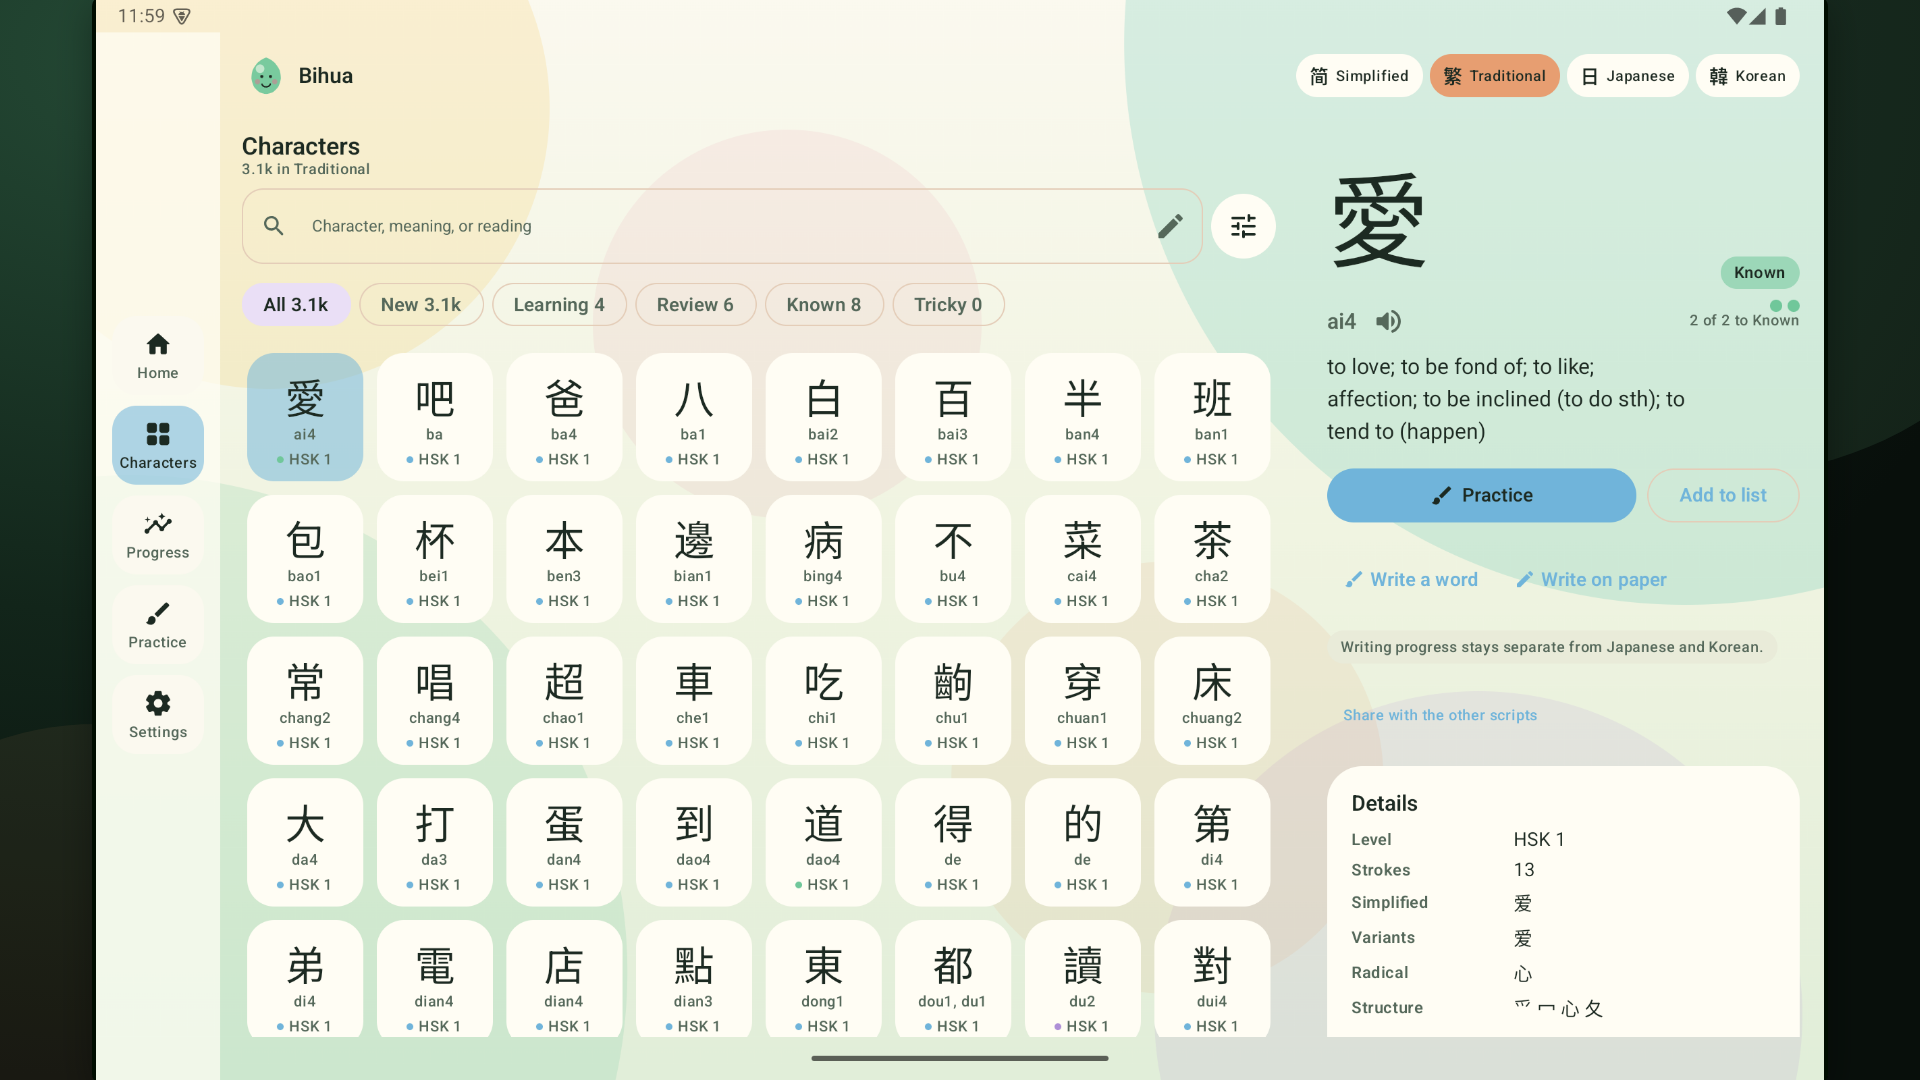 11:59
Bihua
简 Simplified
繁 Traditional
日 Japanese
韓 Korean
Characters
3.1k in Traditional
Character, meaning, or reading
All 3.1k
New 3.1k
Learning 4
Review 6
Known 8
Tricky 0
Home
Characters
Progress
Practice
Settings
愛 吧 爸 八 白 百 半 班
ai4 ba ba4 ba1 bai2 bai3 ban4 ban1
HSK 1 HSK 1 HSK 1 HSK 1 HSK 1 HSK 1 HSK 1 HSK 1
包 杯 本 邊 病 不 菜 茶
bao1 bei1 ben3 bian1 bing4 bu4 cai4 cha2
HSK 1 HSK 1 HSK 1 HSK 1 HSK 1 HSK 1 HSK 1 HSK 1
常 唱 超 車 吃 齣 穿 床
chang2 chang4 chao1 che1 chi1 chu1 chuan1 chuang2
HSK 1 HSK 1 HSK 1 HSK 1 HSK 1 HSK 1 HSK 1 HSK 1
大 打 蛋 到 道 得 的 第
da4 da3 dan4 dao4 dao4 de de di4
HSK 1 HSK 1 HSK 1 HSK 1 HSK 1 HSK 1 HSK 1 HSK 1
弟 電 店 點 東 都 讀 對
di4 dian4 dian4 dian3 dong1 dou1, du1 du2 dui4
HSK 1 HSK 1 HSK 1 HSK 1 HSK 1 HSK 1 HSK 1 HSK 1
愛
Known
ai4
2 of 2 to Known
to love; to be fond of; to like;
affection; to be inclined (to do sth); to
tend to (happen)
Practice
Add to list
Write a word
Write on paper
Writing progress stays separate from Japanese and Korean.
Share with the other scripts
Details
Level HSK 1
Strokes 13
Simplified 爱
Variants 爱
Radical 心
Structure 爫 冖 心 夂